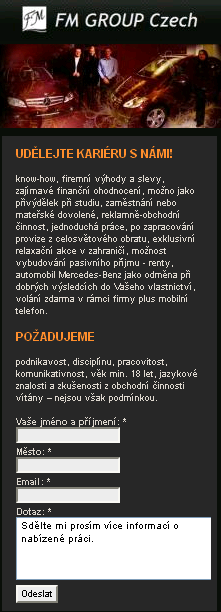 FM FM GROUP Czech
UDĚLEJTE KARIÉRU S NÁMI!
know-how, firemní výhody a slevy,
zajímavé finanční ohodnocení, možno jako
přivýdělek při studiu, zaměstnání nebo
mateřské dovolené, reklamně-obchodní
činnost, jednoduchá práce, po zapracování
provize z celosvětového obratu, exklusivní
relaxační akce v zahraničí, možnost
vybudování pasivního příjmu - renty,
automobil Mercedes-Benz jako odměna při
dobrých výsledcích do Vašeho vlastnictví,
volání zdarma v rámci firmy plus mobilní
telefon.
POŽADUJEME
podnikavost, disciplínu, pracovitost,
komunikativnost, věk min. 18 let, jazykové
znalosti a zkušenosti z obchodní činnosti
vítány – nejsou však podmínkou.
Vaše jméno a příjmení: *
Město: *
Email: *
Dotaz: *
Sdělte mi prosím více informací o
nabízené práci.
Odeslat